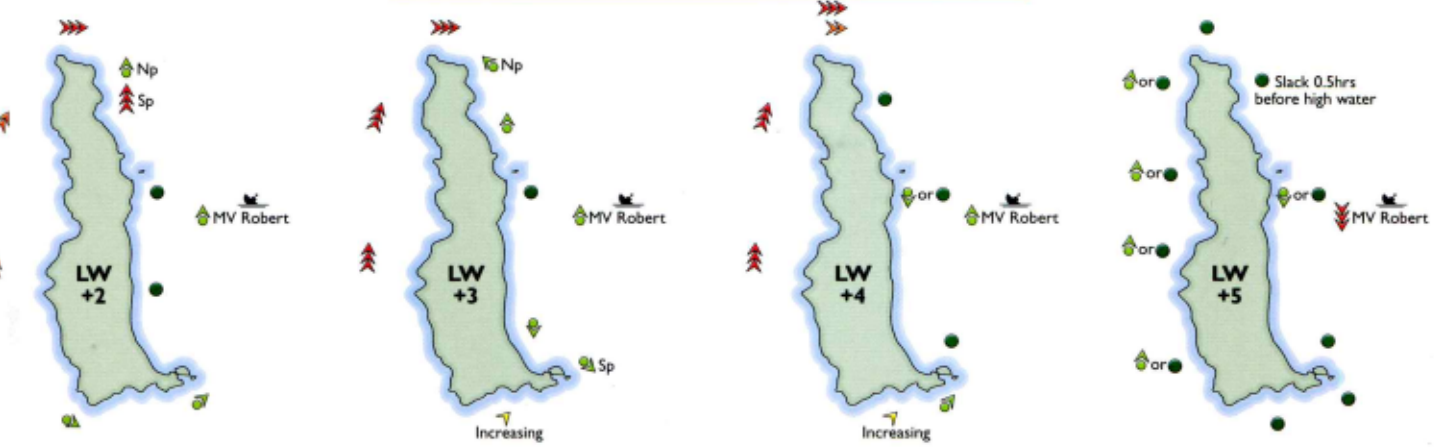 Np
Sp
MV Robert
LW
+2
Np
MV Robert
LW
+3
Sp
Increasing
or
MV Robert
LW
+4
Increasing
or
Slack 0.5hrs
before high water
or
or
MV Robert
or
LW
+5
or